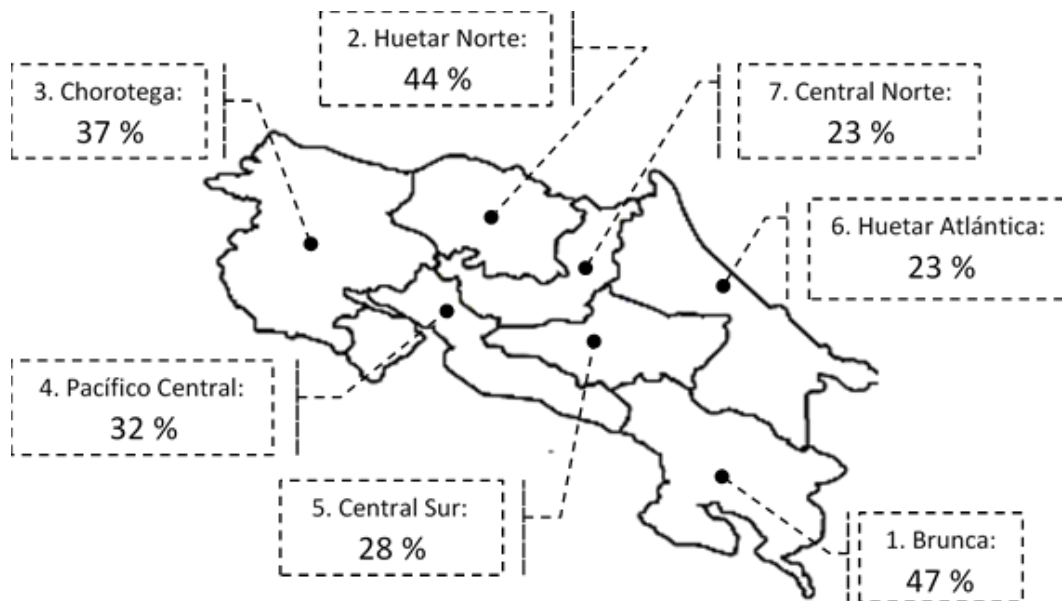 2. Huetar Norte:
44 %
3. Chorotega:
37 %
7. Central Norte:
23 %
6. Huetar Atlántica:
23 %
4. Pacífico Central:
32 %
5. Central Sur:
28 %
1. Brunca:
47 %